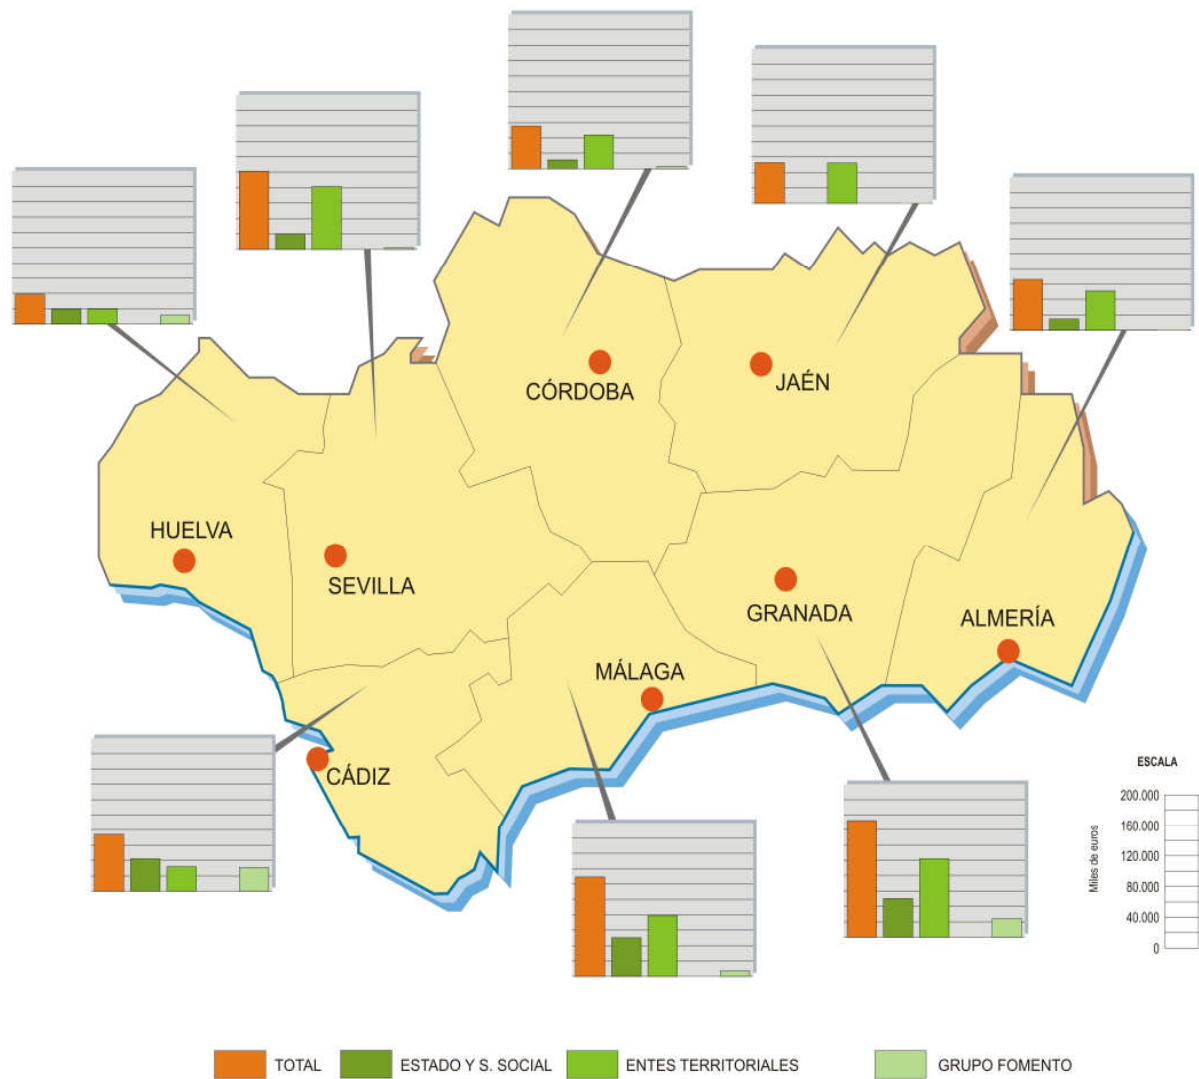 CÓRDOBA
JAÉN
HUELVA
SEVILLA
GRANADA
ALMERÍA
MÁLAGA
CÁDIZ
ESCALA
200.000
160.000
120.000
80.000
40.000
0
Miles de euros
TOTAL
ESTADO Y S. SOCIAL
ENTES TERRITORIALES
GRUPO FOMENTO